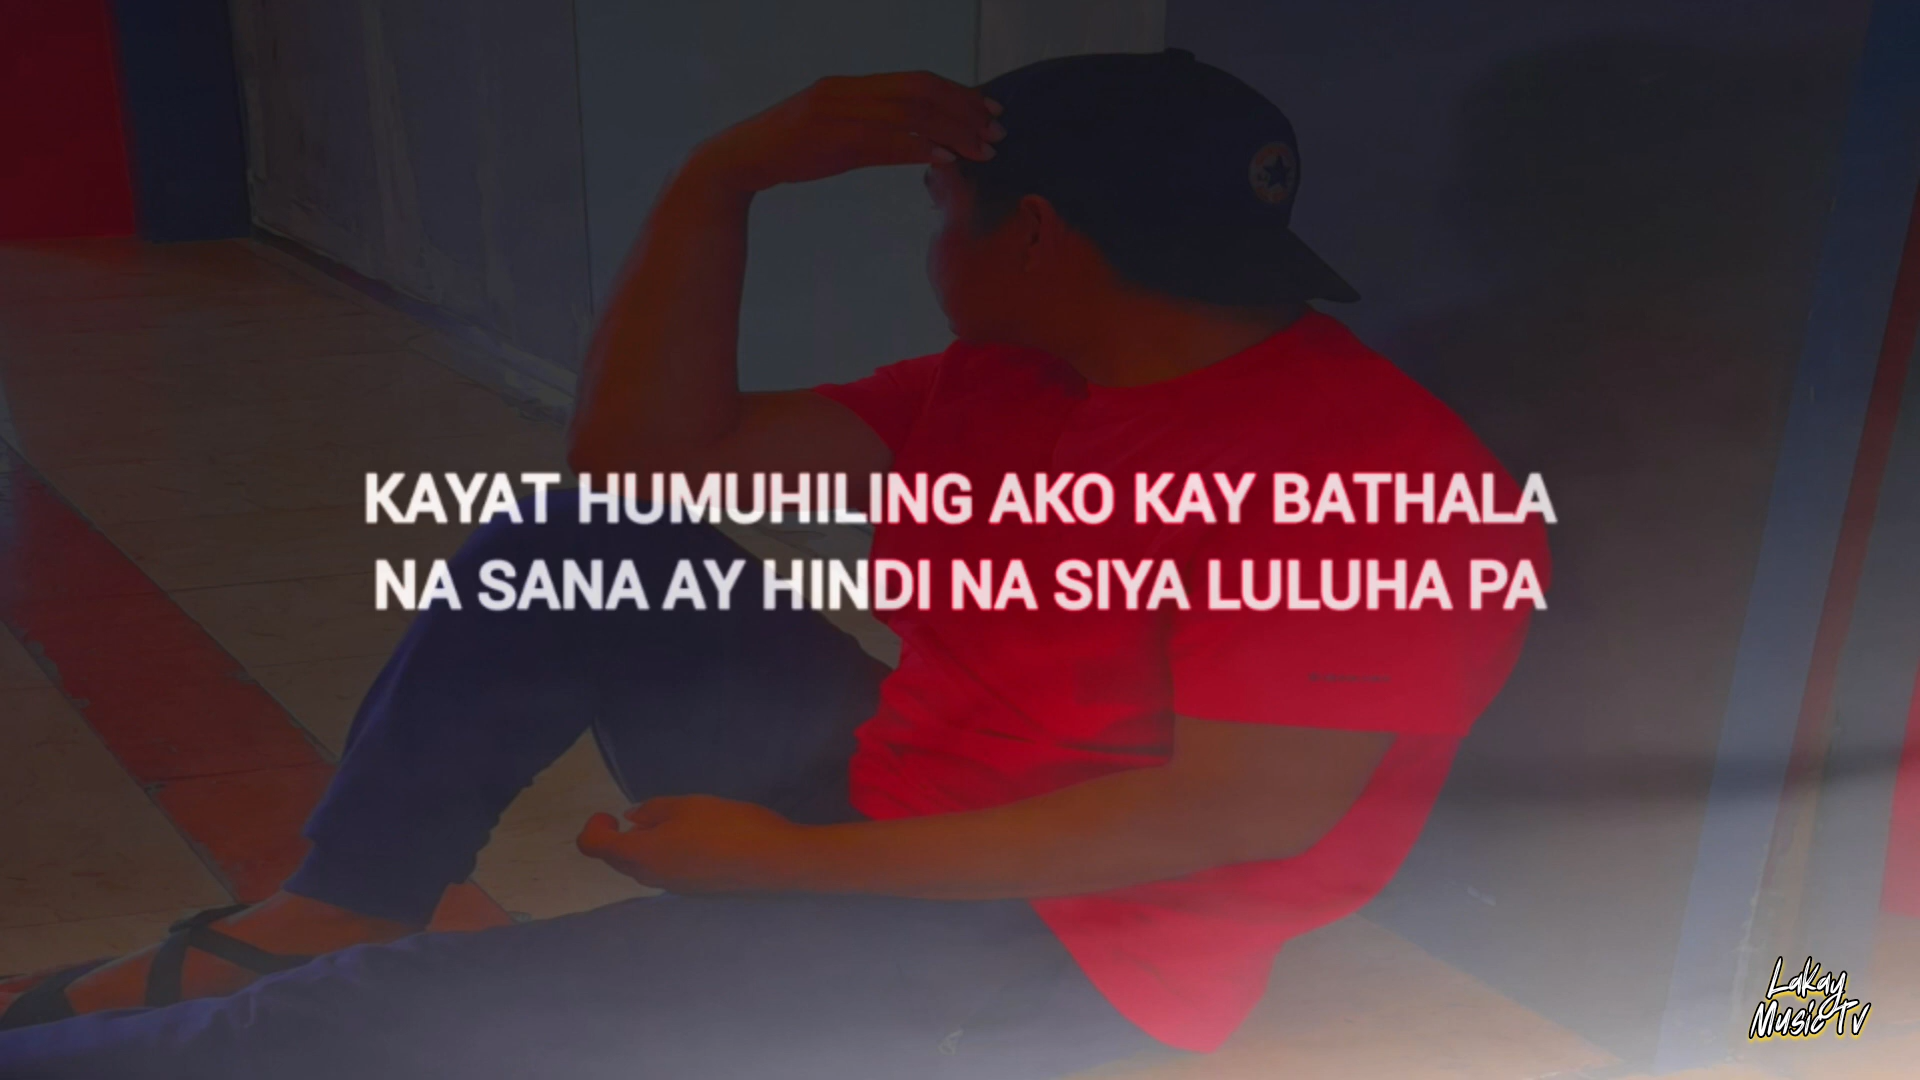 KAYAT HUMUHILING AKO KAY BATHALA
NA SANA AY HINDI NA SIYA LULUHA PA
Lakay
Music Tv